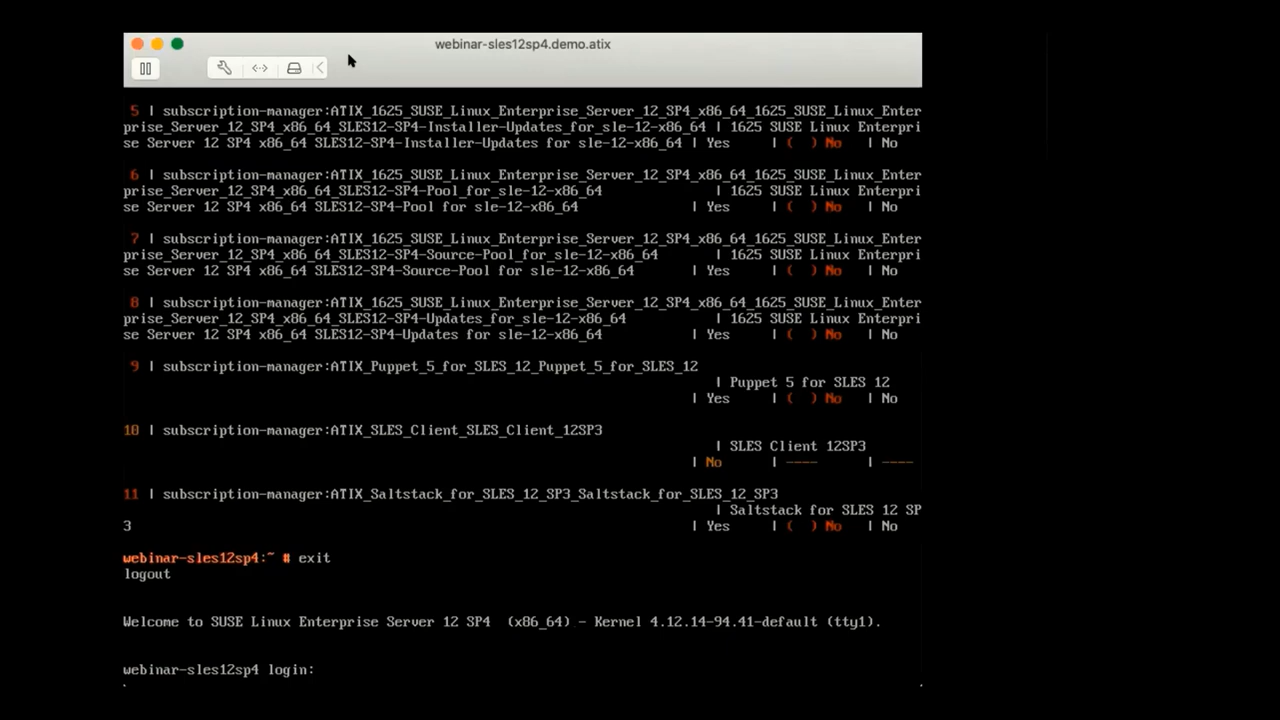 webinar-sles12sp4.demo.atix
5 | subscription-manager:ATIX_1625_SUSE_Linux_Enterprise_Server_12_SP4_x86_64_1625_SUSE_Linux_Enter
prise_Server_12_SP4_x86_64_SLES12-SP4-Installer-Updates_for_sle-12-x86_64 | 1625 SUSE Linux Enterpri
se Server 12 SP4 x86_64 SLES12-SP4-Installer-Updates for sle-12-x86_64 | Yes | ( ) No | No
6 | subscription-manager:ATIX_1625_SUSE_Linux_Enterprise_Server_12_SP4_x86_64_1625_SUSE_Linux_Enter
prise_Server_12_SP4_x86_64_SLES12-SP4-Pool_for_sle-12-x86_64 | 1625 SUSE Linux Enterpri
se Server 12 SP4 x86_64 SLES12-SP4-Pool for sle-12-x86_64 | Yes | ( ) No | No
7 | subscription-manager:ATIX_1625_SUSE_Linux_Enterprise_Server_12_SP4_x86_64_1625_SUSE_Linux_Enter
prise_Server_12_SP4_x86_64_SLES12-SP4-Source-Pool_for_sle-12-x86_64 | 1625 SUSE Linux Enterpri
se Server 12 SP4 x86_64 SLES12-SP4-Source-Pool for sle-12-x86_64 | Yes | ( ) No | No
8 | subscription-manager:ATIX_1625_SUSE_Linux_Enterprise_Server_12_SP4_x86_64_1625_SUSE_Linux_Enter
prise_Server_12_SP4_x86_64_SLES12-SP4-Updates_for_sle-12-x86_64 | 1625 SUSE Linux Enterpri
se Server 12 SP4 x86_64 SLES12-SP4-Updates for sle-12-x86_64 | Yes | ( ) No | No
9 | subscription-manager:ATIX_Puppet_5_for_SLES_12_Puppet_5_for_SLES_12
| Puppet 5 for SLES 12
| Yes | ( ) No | No
10 | subscription-manager:ATIX_SLES_Client_SLES_Client_12SP3
| SLES Client 12SP3
| No | ---- | ----
11 | subscription-manager:ATIX_Saltstack_for_SLES_12_SP3_Saltstack_for_SLES_12_SP3
| Saltstack for SLES 12 SP
3 | Yes | ( ) No | No
webinar-sles12sp4:~ # exit
logout
Welcome to SUSE Linux Enterprise Server 12 SP4 (x86_64) - Kernel 4.12.14-94.41-default (tty1).
webinar-sles12sp4 login: